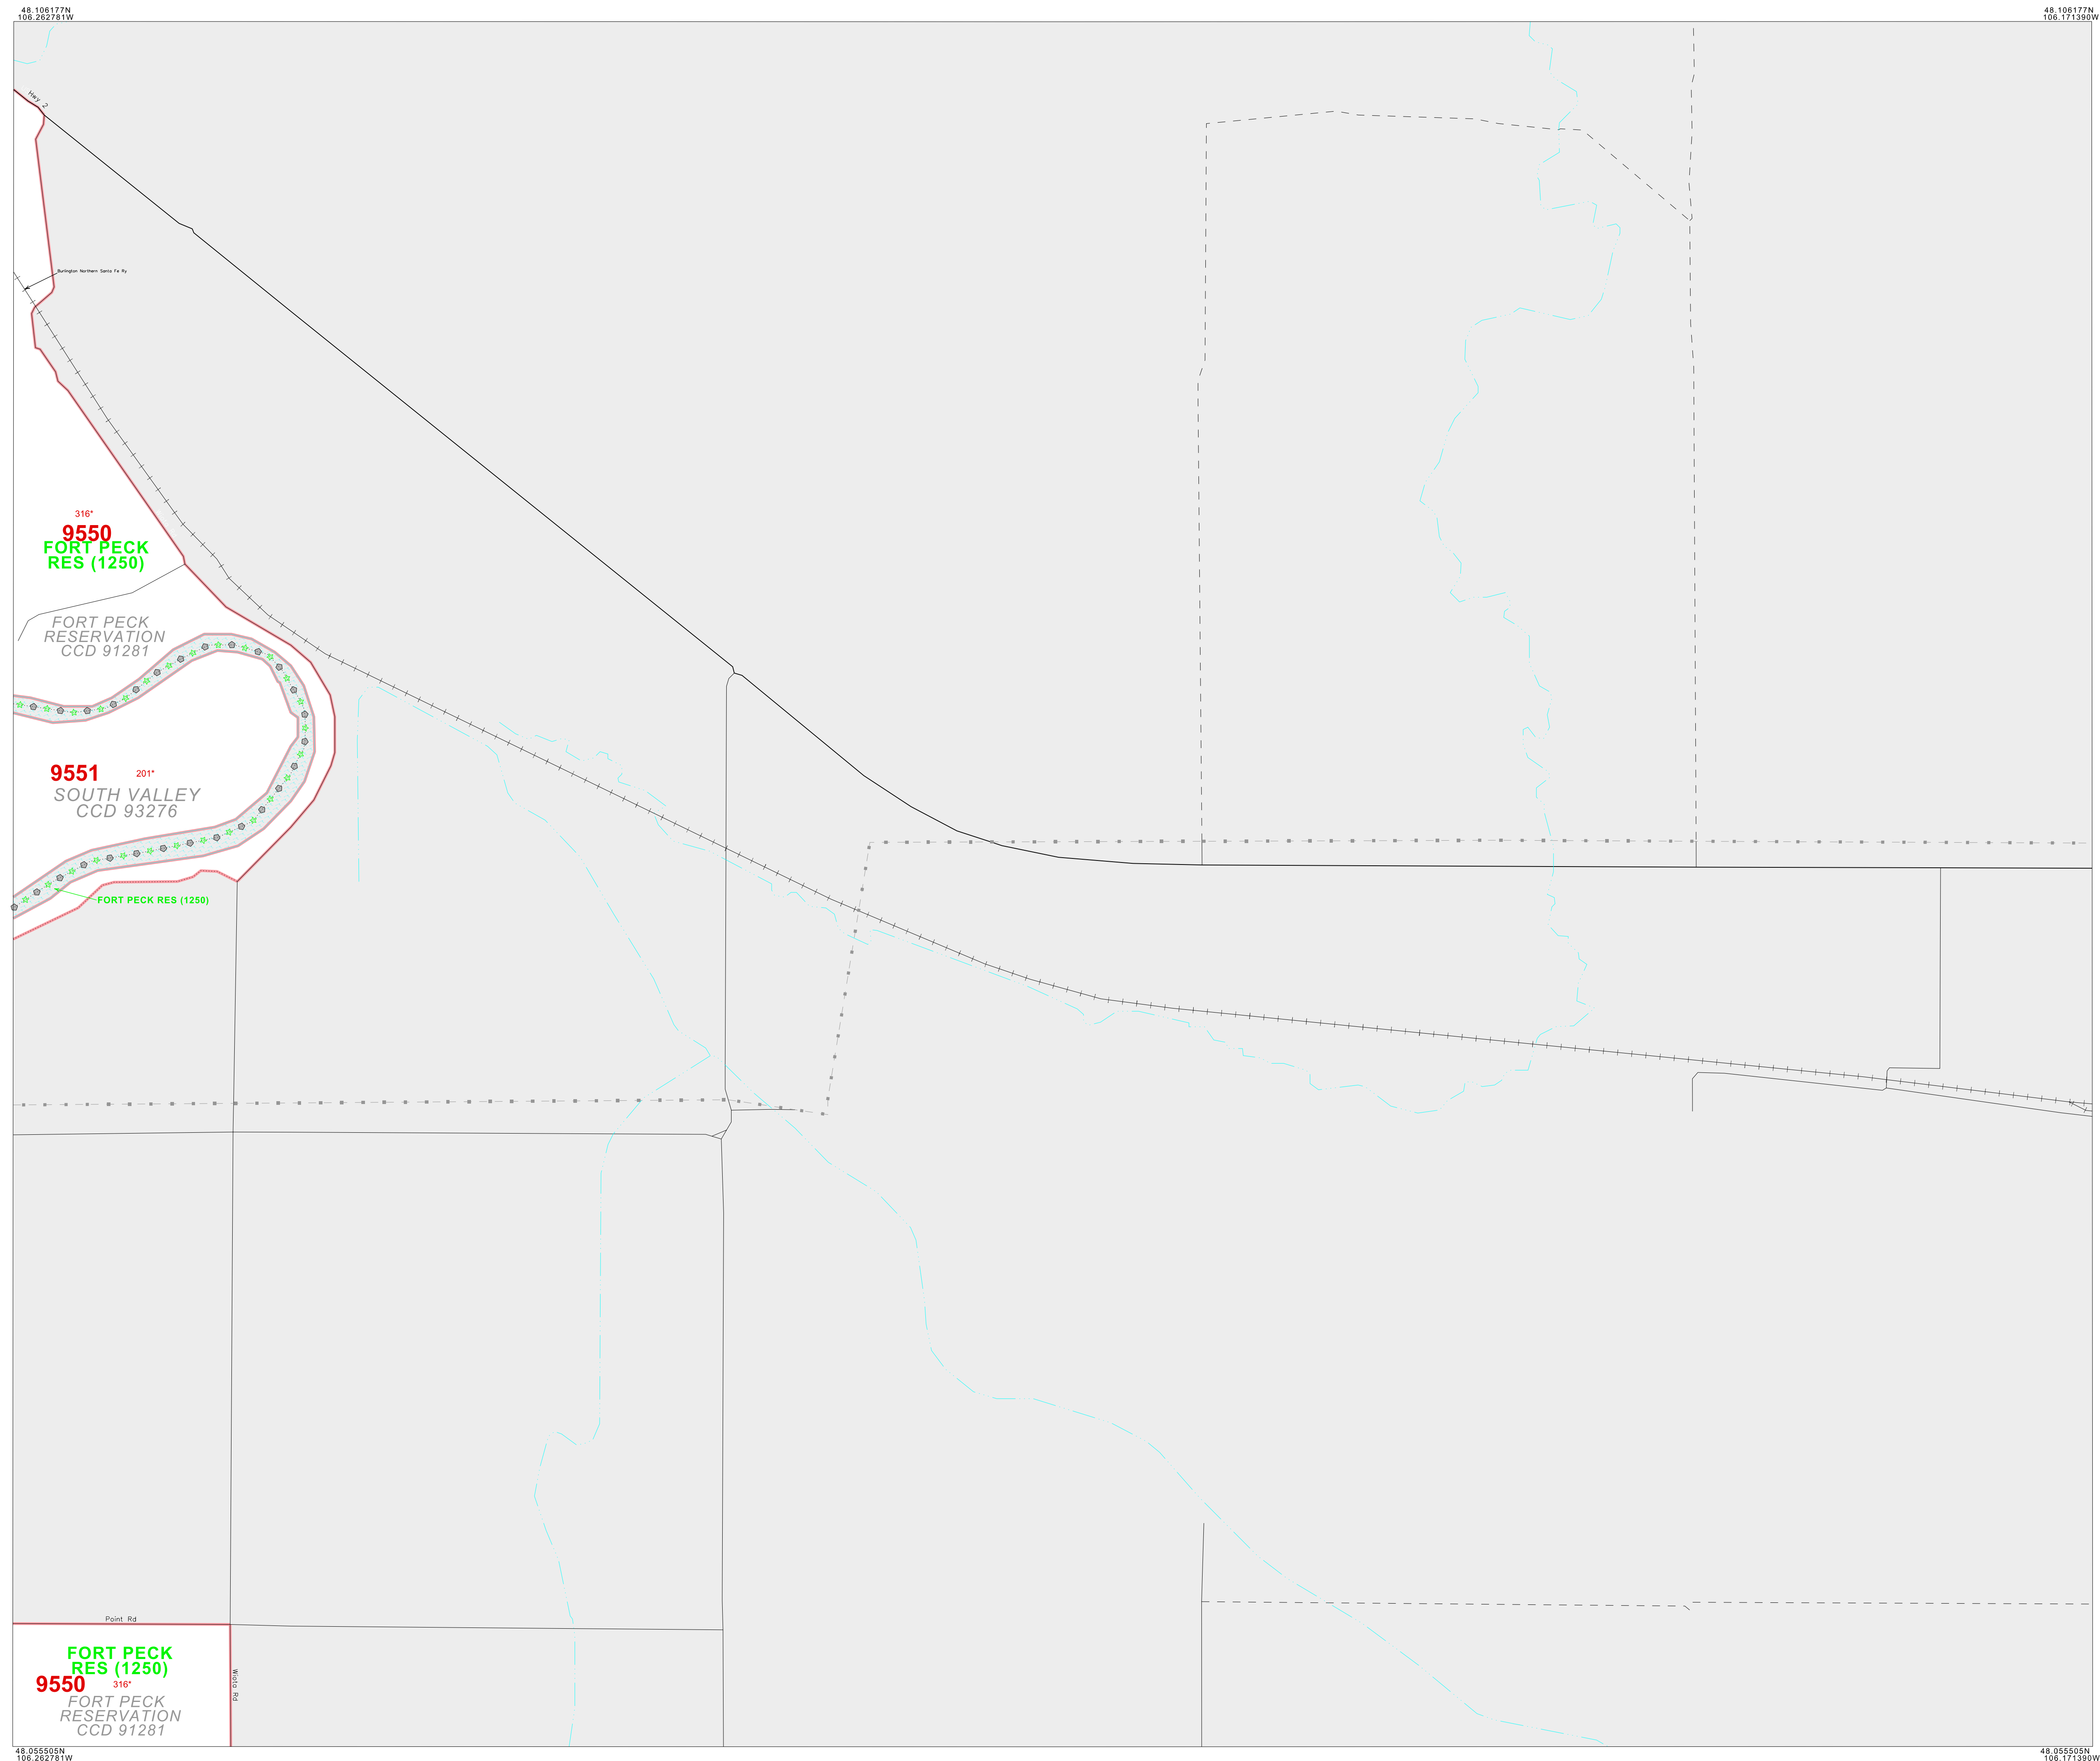 48.106177N
106.262781W
48.106177N
106.171390W
Hwy 2
Burlington Northern Santa Fe Ry
316*
9550
FORT PECK
RES (1250)
FORT PECK
RESERVATION
CCD 91281
9551
201*
SOUTH VALLEY
CCD 93276
FORT PECK RES (1250)
Point Rd
FORT PECK
RES (1250)
9550
316*
FORT PECK
RESERVATION
CCD 91281
Wiota Rd
48.055505N
106.262781W
48.055505N
106.171390W